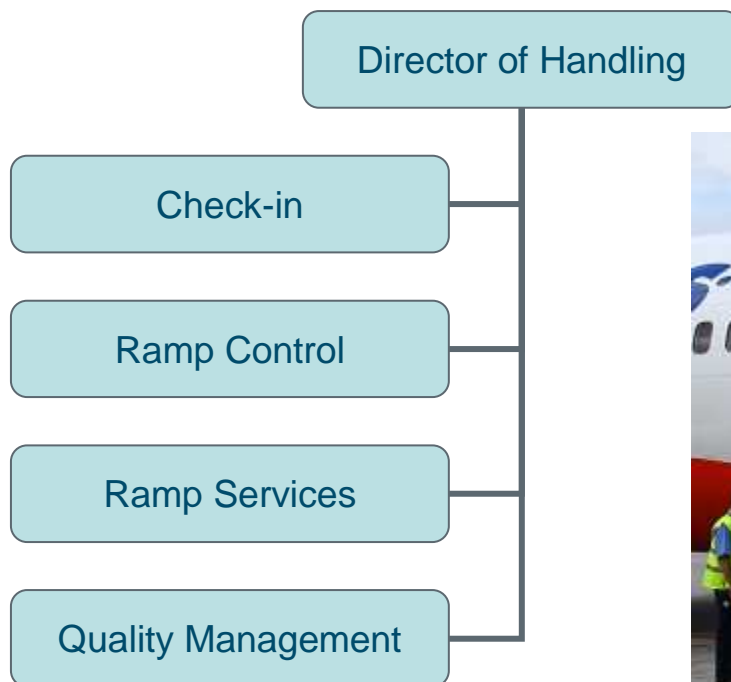 Director of Handling
Check-in
Ramp Control
Ramp Services
Quality Management